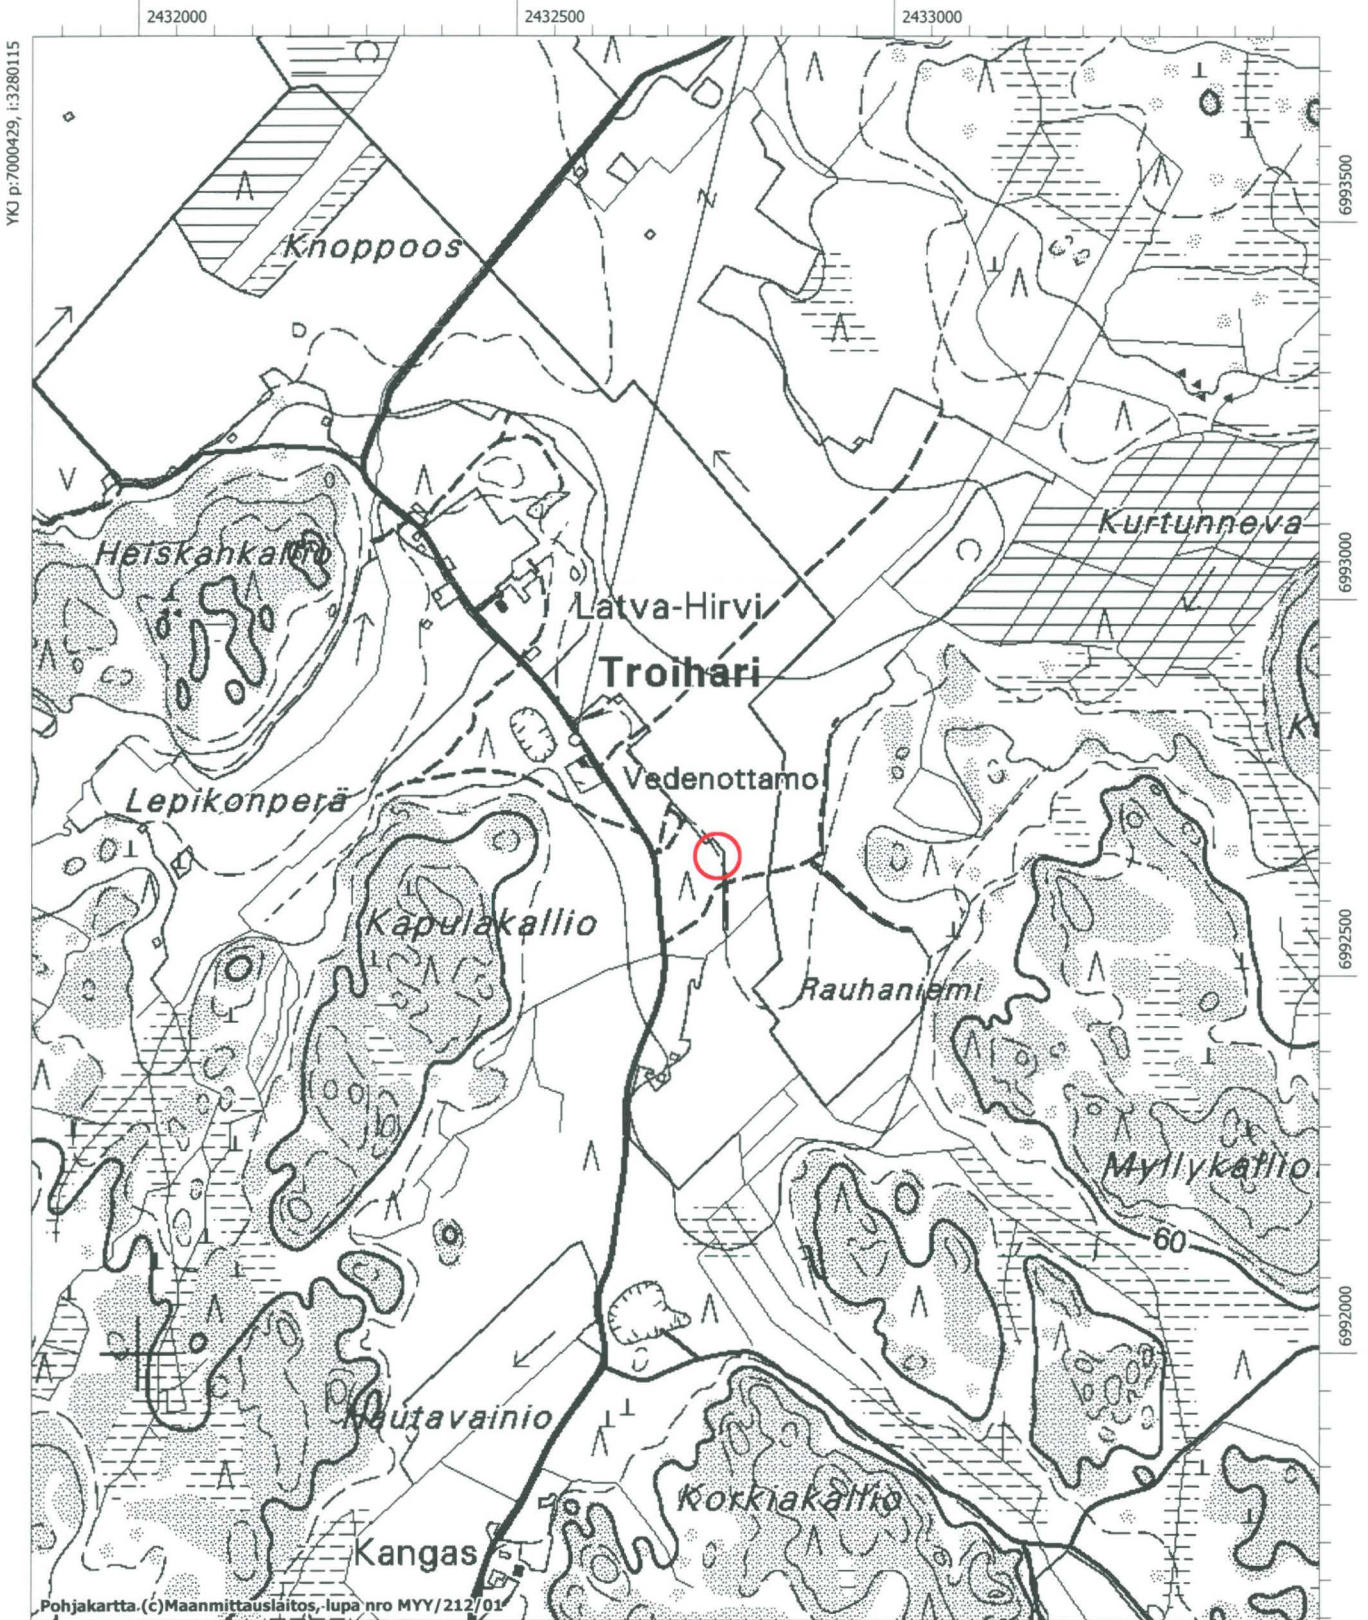 2432000
2432500
2433000
YKJ p:7000429, i:3280115
6993500
Knoppoos
Kurtunneva
Heiskankallio
6993000
Latva-Hirvi
Troihari
Vedenottamo
Lepikonperä
Kapulakallio
6992500
Rauhaniemi
Myllykallio
60
6992000
Hautavainio
Korkiakallio
Kangas
Pohjakartta (c)Maanmittauslaitos, lupa nro MYY/212/01